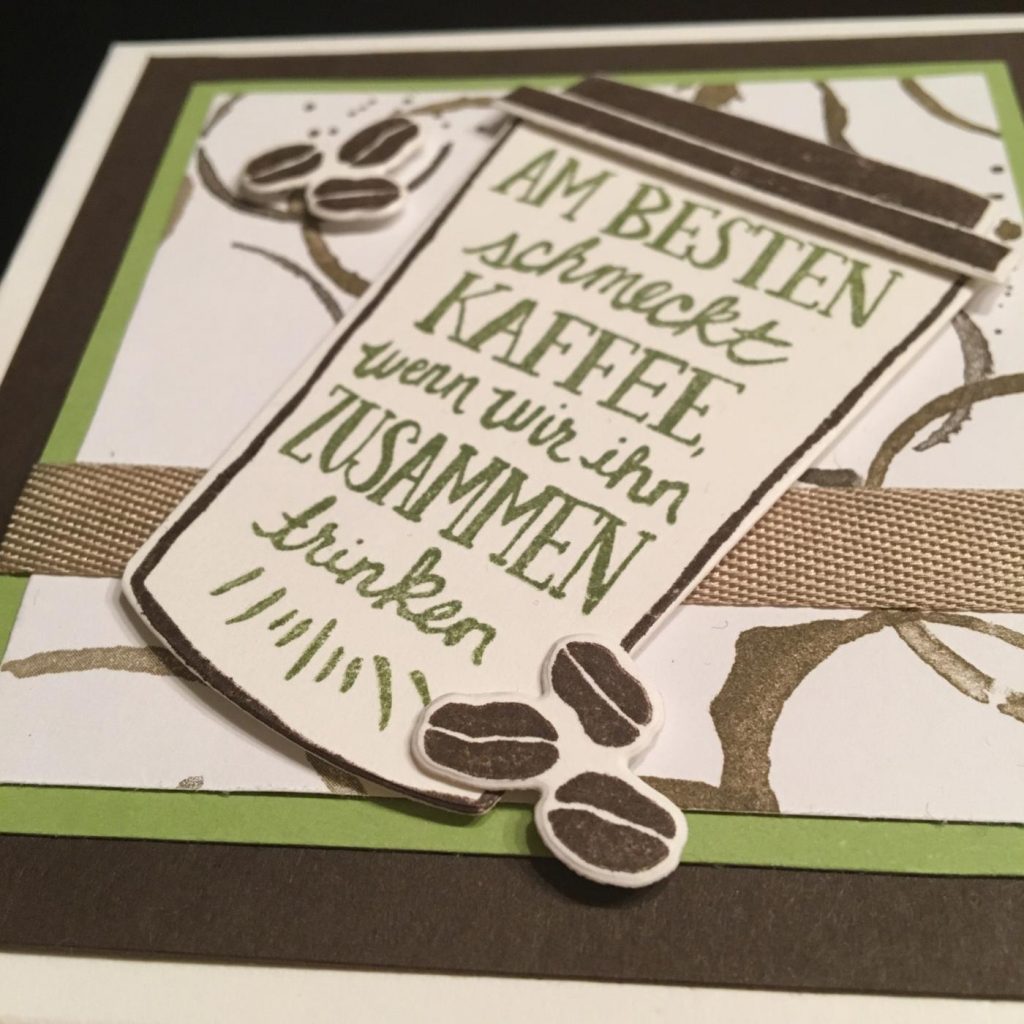 AM BESTEN
schmeckt
KAFFEE,
wenn wir ihn
ZUSAMMEN
trinken